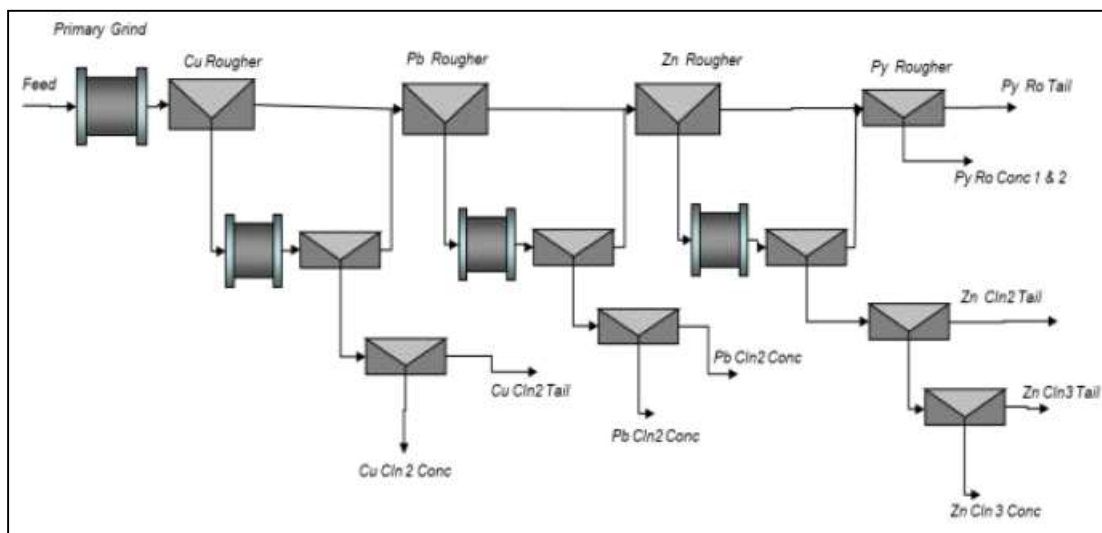 Primary Grind
Feed
Cu Rougher
Pb Rougher
Zn Rougher
Py Rougher
Py Ro Tail
Py Ro Conc 1 & 2
Zn Cln2 Tail
Pb Cln2 Conc
Cu Cln2 Tail
Zn Cln3 Tail
Pb Cln2 Conc
Cu Cln 2 Conc
Zn Cln 3 Conc